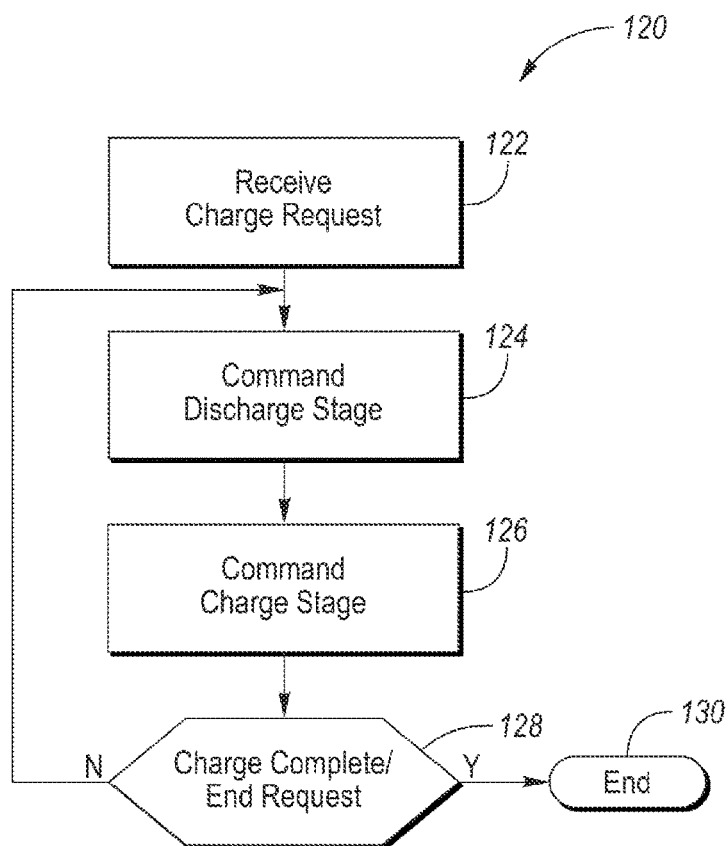 120
122
Receive
Charge Request
124
Command
Discharge Stage
126
Command
Charge Stage
128
130
N
Charge Complete/
End Request
Y
End